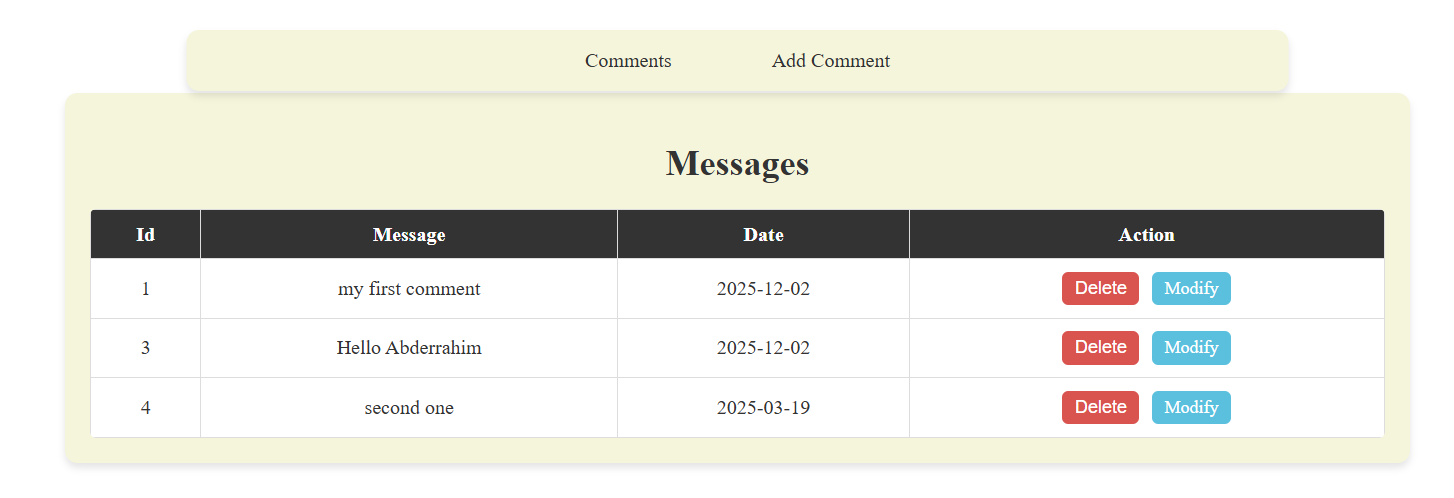 Comments Add Comment
Messages
Id Message Date Action
1 my first comment 2025-12-02 Delete Modify
3 Hello Abderrahim 2025-12-02 Delete Modify
4 second one 2025-03-19 Delete Modify